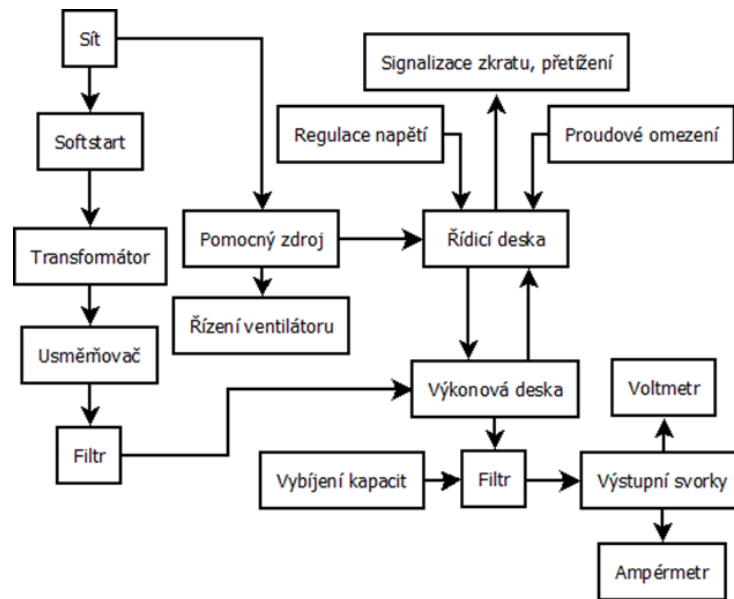 Sít
Signalizace zkratu, přetížení
Softstart
Regulace napětí
Proudové omezení
Pomocný zdroj
Řídicí deska
Transformátor
Řízení ventilátoru
Usměrňovač
Výkonová deska
Voltmetr
Filtr
Vybíjení kapacit
Filtr
Výstupní svorky
Ampérmetr